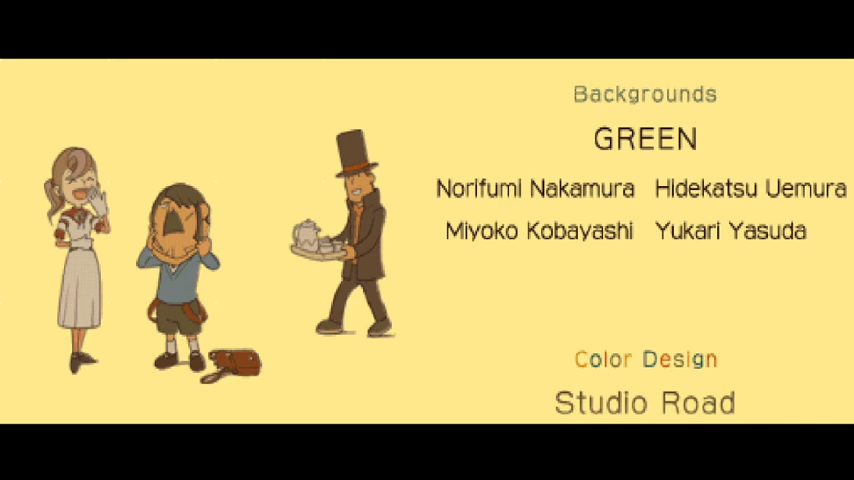 Backgrounds
GREEN
Norifumi Nakamura Hidekatsu Uemura
Miyoko Kobayashi Yukari Yasuda
Color Design
Studio Road